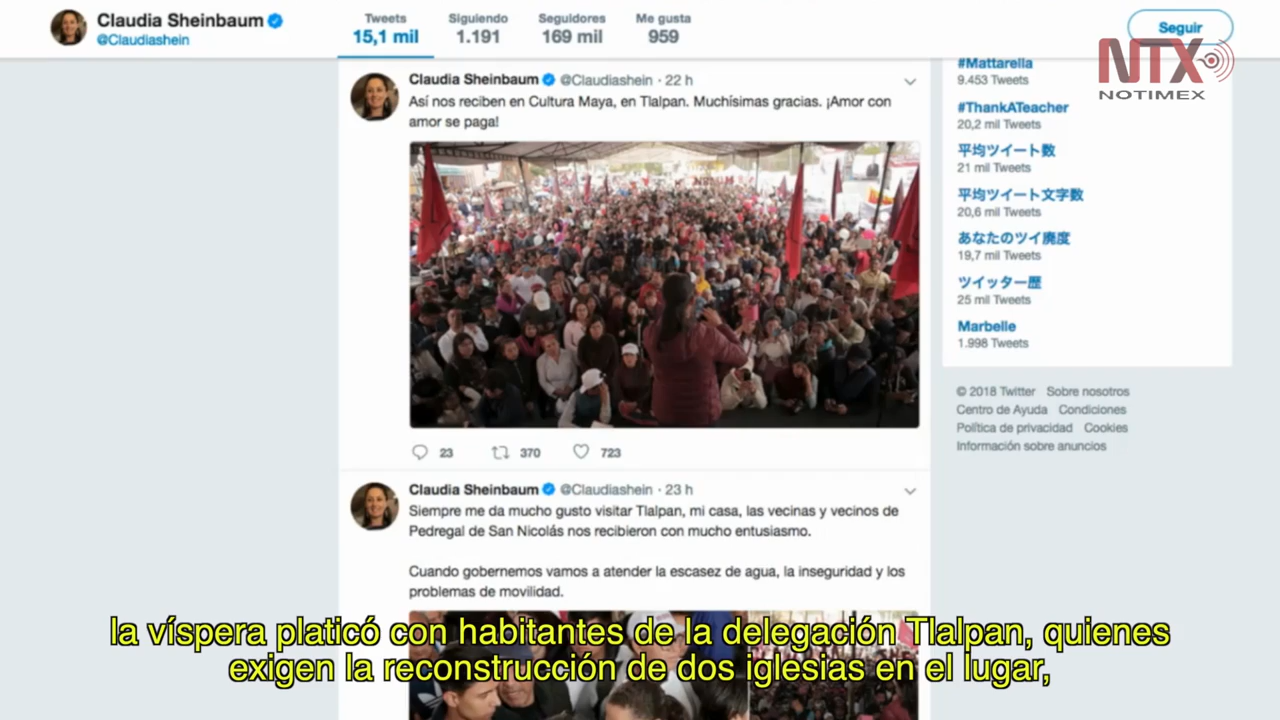 Claudia Sheinbaum
@Claudiashein
Tweets
15,1 mil
Siguiendo
1.191
Seguidores
169 mil
Me gusta
959
Seguir
NTX
NOTIMEX
Claudia Sheinbaum @Claudiashein · 22 h
Así nos reciben en Cultura Maya, en Tlalpan. Muchísimas gracias. ¡Amor con
amor se paga!
23 370 723
Claudia Sheinbaum @Claudiashein · 23 h
Siempre me da mucho gusto visitar Tlalpan, mi casa, las vecinas y vecinos de
Pedregal de San Nicolás nos recibieron con mucho entusiasmo.
Cuando gobernemos vamos a atender la escasez de agua, la inseguridad y los
problemas de movilidad.
#Mattarella
9.453 Tweets
#ThankATeacher
20,2 mil Tweets
平均ツイート数
21 mil Tweets
平均ツイート文字数
20,6 mil Tweets
あなたのツイ廃度
19,7 mil Tweets
ツイッター歴
25 mil Tweets
Marbelle
1.998 Tweets
© 2018 Twitter Sobre nosotros
Centro de Ayuda Condiciones
Política de privacidad Cookies
Información sobre anuncios
la víspera platicó con habitantes de la delegación Tlalpan, quienes
exigen la reconstrucción de dos iglesias en el lugar,